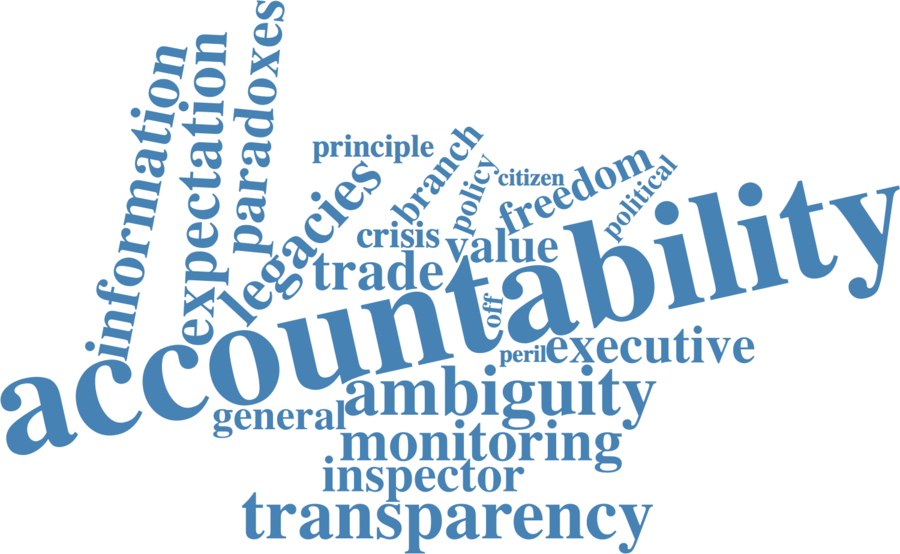 information
expectation
paradoxes
principle
branch
legacies
policy
citizen
freedom
political
crisis
value
trade
accountability
off
peril
executive
ambiguity
general
monitoring
inspector
transparency